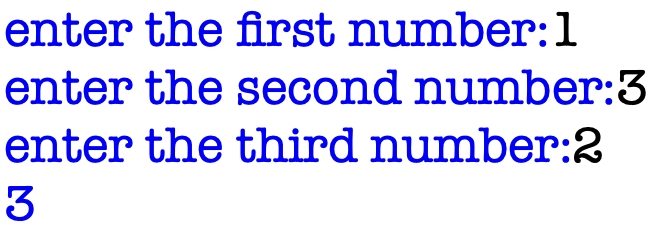 enter the first number:1
enter the second number:3
enter the third number:2
3